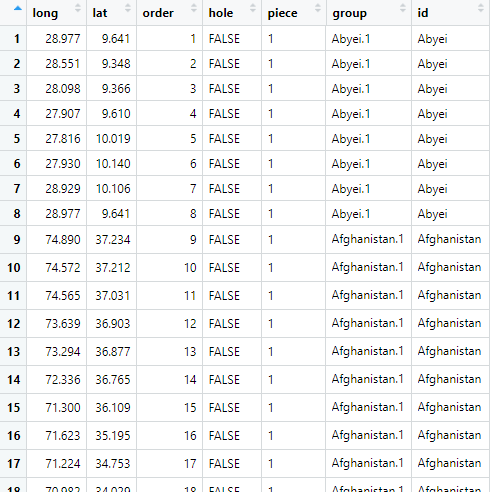 long lat order hole piece group id
1 28.977 9.641 1 FALSE 1 Abyei.1 Abyei
2 28.551 9.348 2 FALSE 1 Abyei.1 Abyei
3 28.098 9.366 3 FALSE 1 Abyei.1 Abyei
4 27.907 9.610 4 FALSE 1 Abyei.1 Abyei
5 27.816 10.019 5 FALSE 1 Abyei.1 Abyei
6 27.930 10.140 6 FALSE 1 Abyei.1 Abyei
7 28.929 10.106 7 FALSE 1 Abyei.1 Abyei
8 28.977 9.641 8 FALSE 1 Abyei.1 Abyei
9 74.890 37.234 9 FALSE 1 Afghanistan.1 Afghanistan
10 74.572 37.212 10 FALSE 1 Afghanistan.1 Afghanistan
11 74.565 37.031 11 FALSE 1 Afghanistan.1 Afghanistan
12 73.639 36.903 12 FALSE 1 Afghanistan.1 Afghanistan
13 73.294 36.877 13 FALSE 1 Afghanistan.1 Afghanistan
14 72.336 36.765 14 FALSE 1 Afghanistan.1 Afghanistan
15 71.300 36.109 15 FALSE 1 Afghanistan.1 Afghanistan
16 71.623 35.195 16 FALSE 1 Afghanistan.1 Afghanistan
17 71.224 34.753 17 FALSE 1 Afghanistan.1 Afghanistan
18 70.982 34.029 18 FALSE 1 Afghanistan.1 Afghanistan